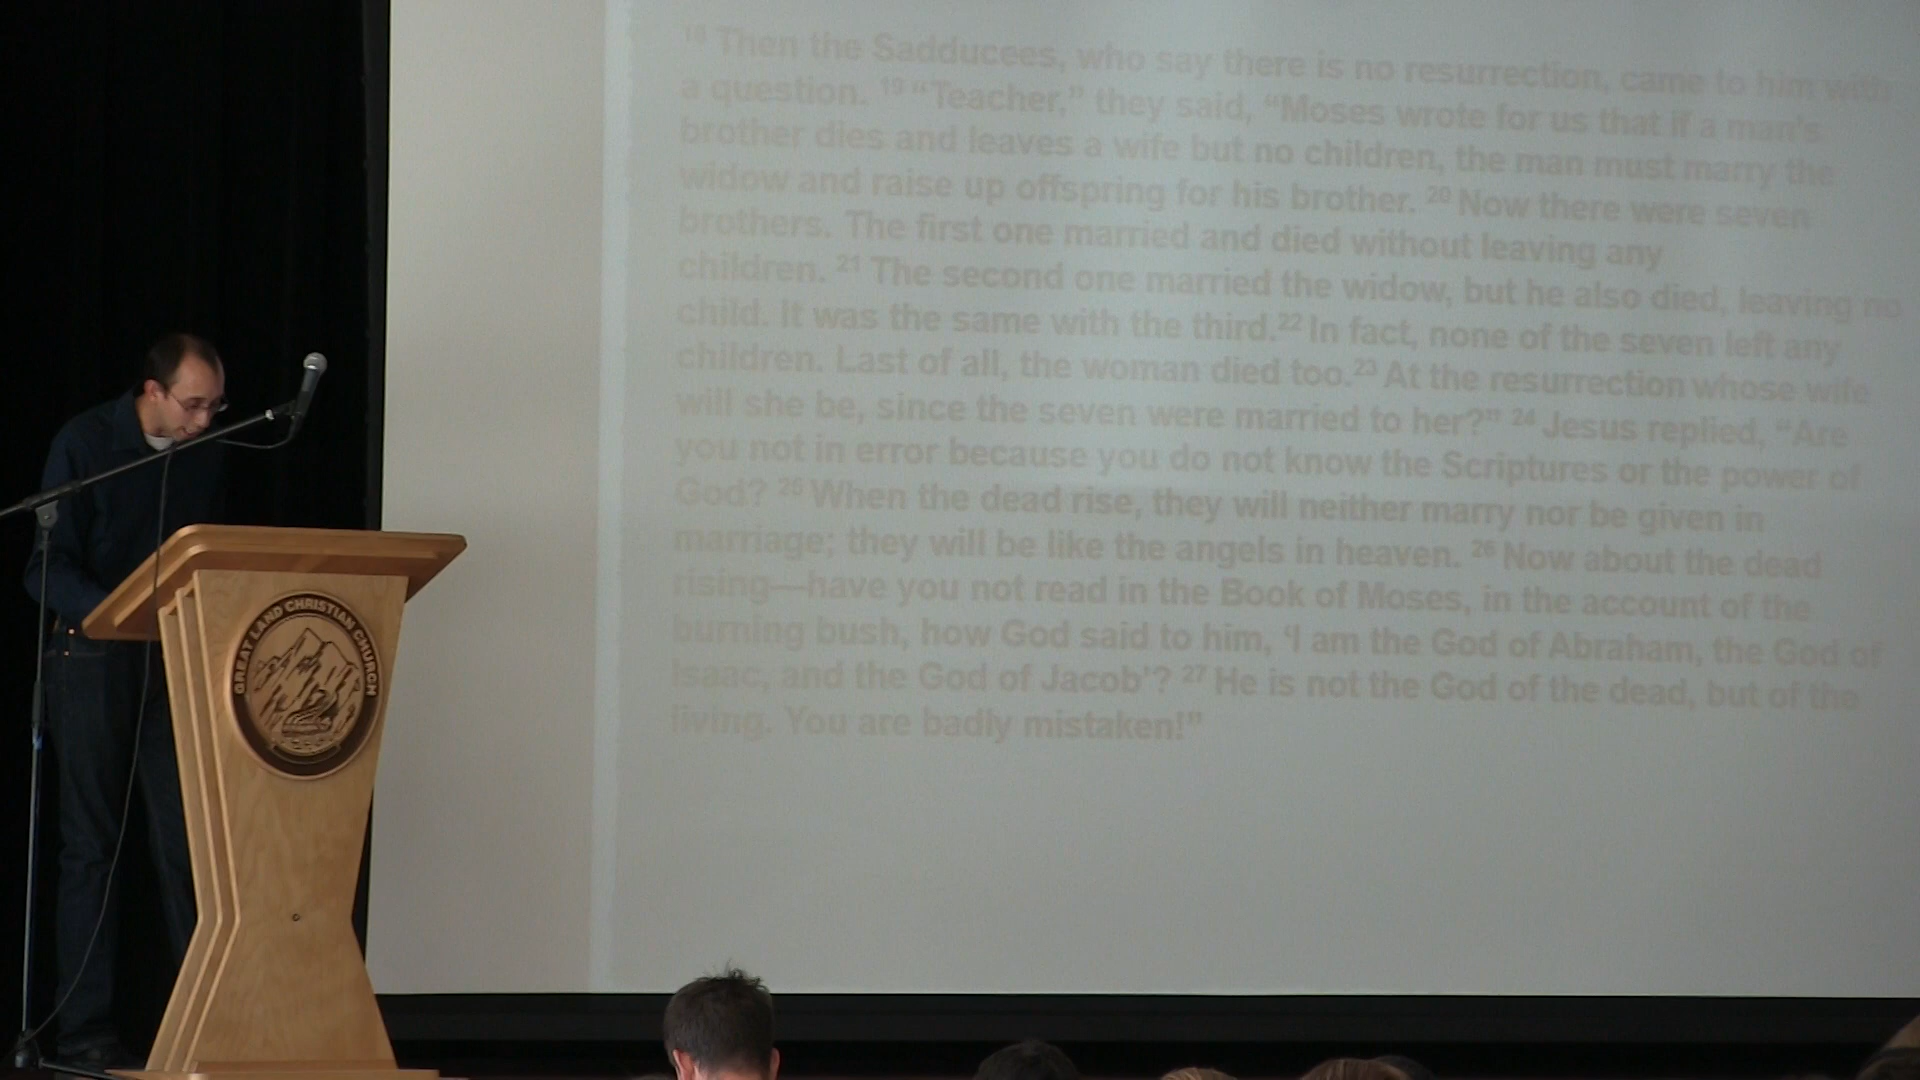 18 Then the Sadducees, who say there is no resurrection, came to him with
a question. 19 “Teacher,” they said, “Moses wrote for us that if a man’s
brother dies and leaves a wife but no children, the man must marry the
widow and raise up offspring for his brother. 20 Now there were seven
brothers. The first one married and died without leaving any
children. 21 The second one married the widow, but he also died, leaving no
child. It was the same with the third.22 In fact, none of the seven left any
children. Last of all, the woman died too.23 At the resurrection whose wife
will she be, since the seven were married to her?” 24 Jesus replied, “Are
you not in error because you do not know the Scriptures or the power of
God? 25 When the dead rise, they will neither marry nor be given in
marriage; they will be like the angels in heaven. 26 Now about the dead
rising—have you not read in the Book of Moses, in the account of the
burning bush, how God said to him, ‘I am the God of Abraham, the God of
Isaac, and the God of Jacob’? 27 He is not the God of the dead, but of the
living. You are badly mistaken!”
GREAT LAND CHRISTIAN CHURCH